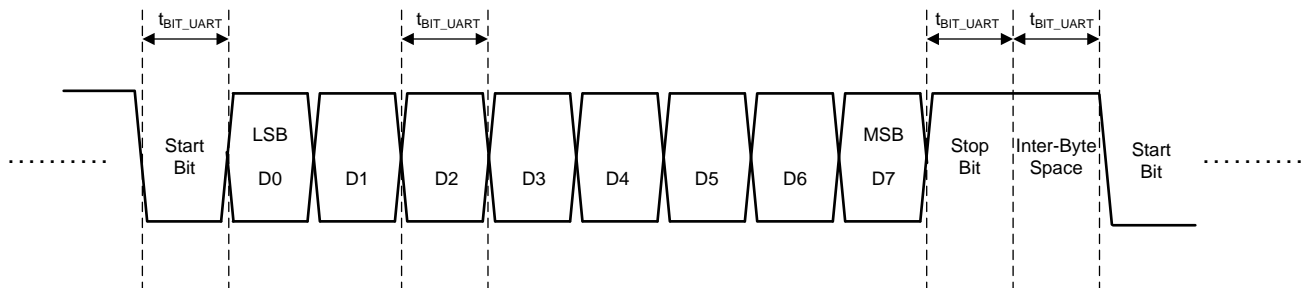 tBIT_UART tBIT_UART tBIT_UART tBIT_UART
LSB MSB
Start Bit D0 D1 D2 D3 D4 D5 D6 D7 Stop Bit Inter-Byte Space Start Bit